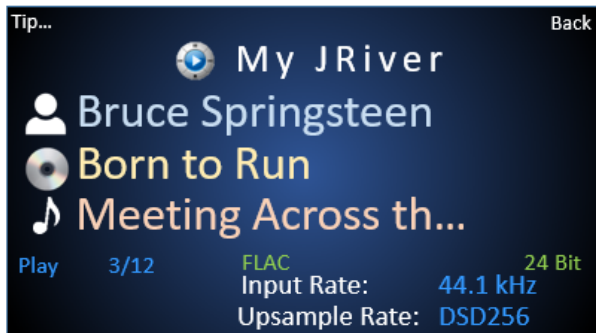 Tip... Back
My JRiver
Bruce Springsteen
Born to Run
Meeting Across th...
Play 3/12 FLAC 24 Bit
Input Rate: 44.1 kHz
Upsample Rate: DSD256